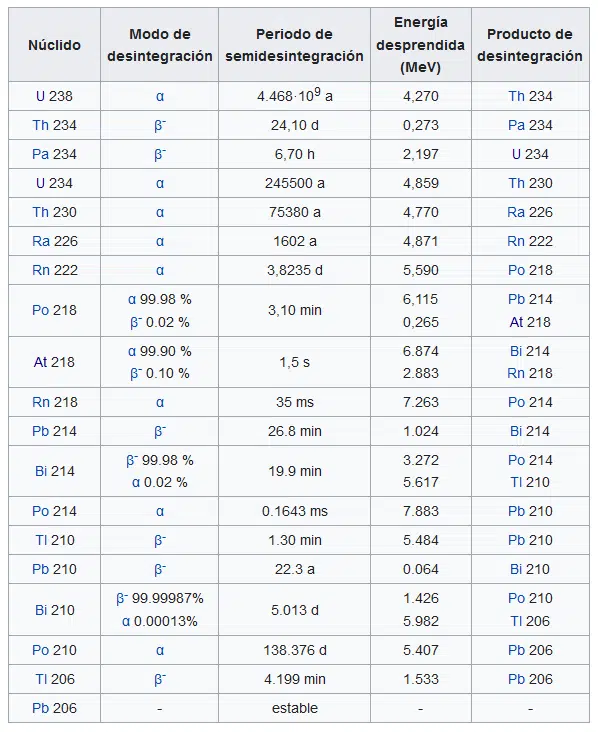 Núclido Modo de desintegración Periodo de semidesintegración Energía desprendida (MeV) Producto de desintegración
U 238 α 4.468·10⁹ a 4,270 Th 234
Th 234 β⁻ 24,10 d 0,273 Pa 234
Pa 234 β⁻ 6,70 h 2,197 U 234
U 234 α 245500 a 4,859 Th 230
Th 230 α 75380 a 4,770 Ra 226
Ra 226 α 1602 a 4,871 Rn 222
Rn 222 α 3,8235 d 5,590 Po 218
Po 218 α 99.98 % 3,10 min 6,115 Pb 214
β⁻ 0.02 % 0,265 At 218
At 218 α 99.90 % 1,5 s 6.874 Bi 214
β⁻ 0.10 % 2.883 Rn 218
Rn 218 α 35 ms 7.263 Po 214
Pb 214 β⁻ 26.8 min 1.024 Bi 214
Bi 214 β⁻ 99.98 % 19.9 min 3.272 Po 214
α 0.02 % 5.617 Tl 210
Po 214 α 0.1643 ms 7.883 Pb 210
Tl 210 β⁻ 1.30 min 5.484 Pb 210
Pb 210 β⁻ 22.3 a 0.064 Bi 210
Bi 210 β⁻ 99.99987% 5.013 d 1.426 Po 210
α 0.00013% 5.982 Tl 206
Po 210 α 138.376 d 5.407 Pb 206
Tl 206 β⁻ 4.199 min 1.533 Pb 206
Pb 206 - estable - -